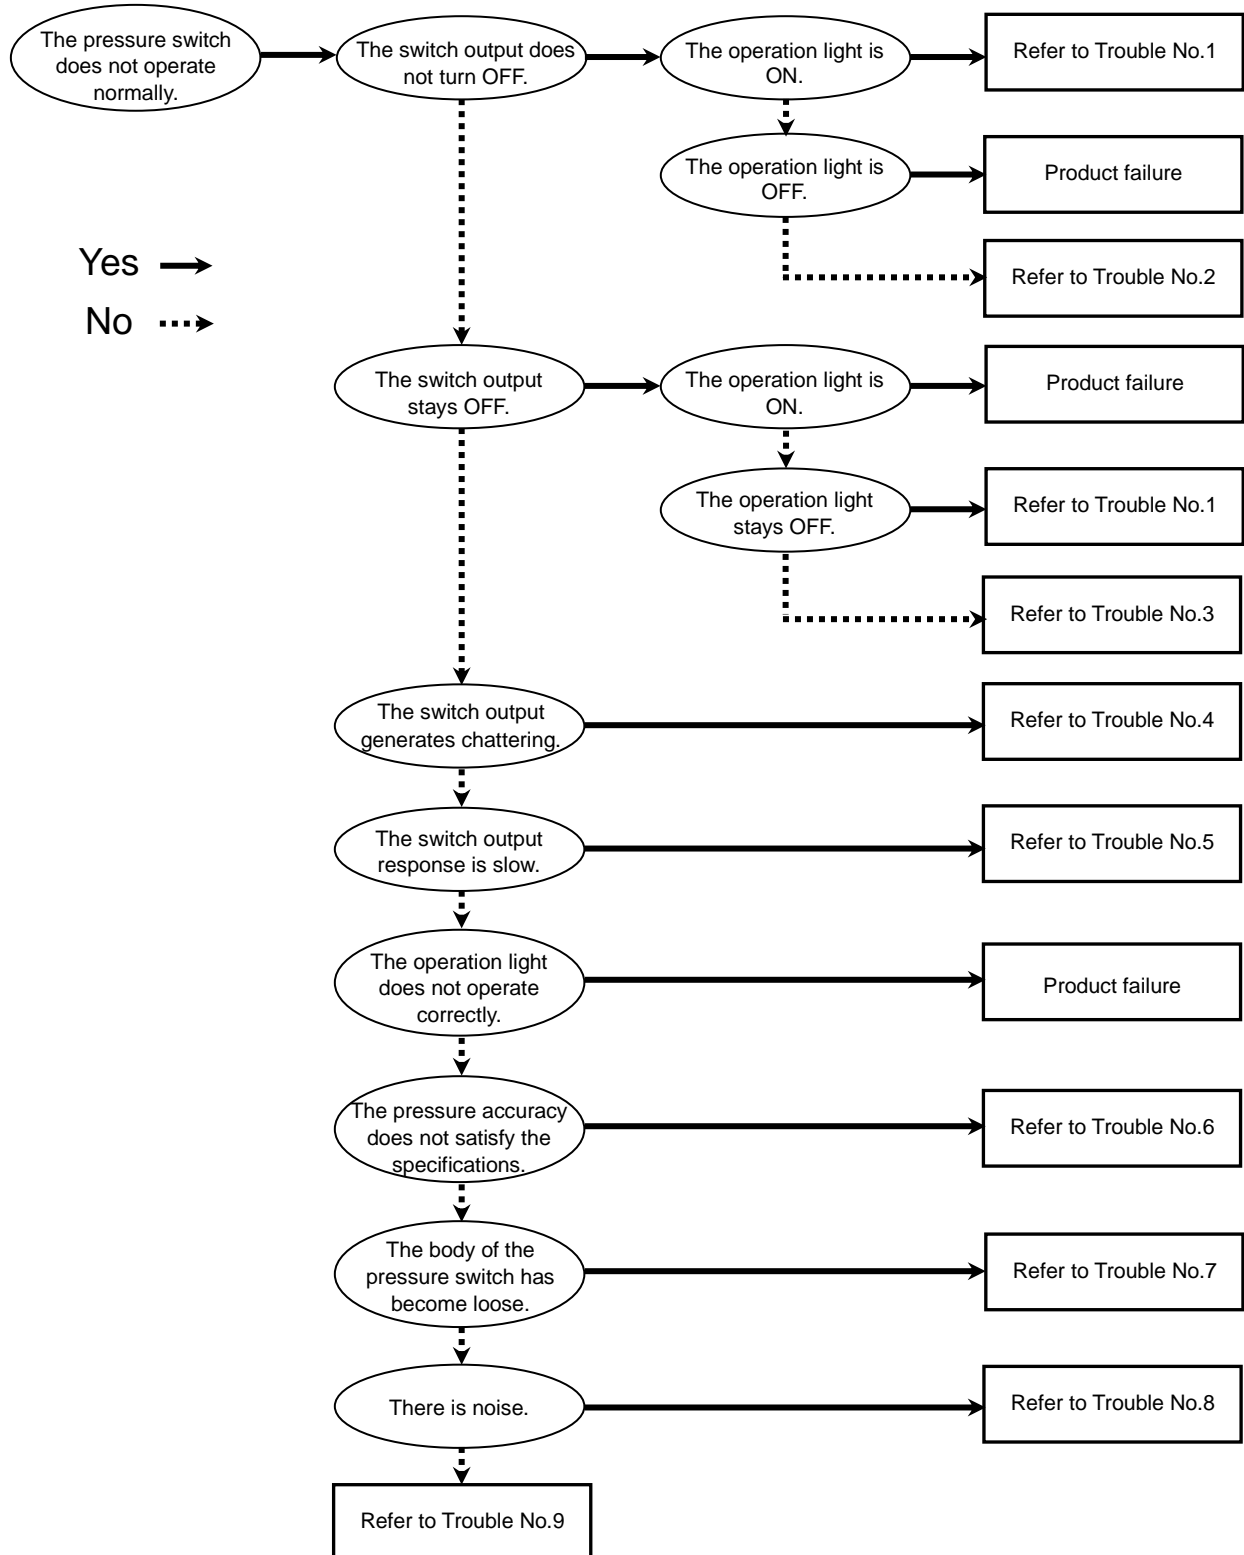 The pressure switch
does not operate
normally.
The switch output does
not turn OFF.
The operation light is
ON.
Refer to Trouble No.1
The operation light is
OFF.
Product failure
Yes
Refer to Trouble No.2
No
The switch output
stays OFF.
The operation light is
ON.
Product failure
The operation light
stays OFF.
Refer to Trouble No.1
Refer to Trouble No.3
The switch output
generates chattering.
Refer to Trouble No.4
The switch output
response is slow.
Refer to Trouble No.5
The operation light
does not operate
correctly.
Product failure
The pressure accuracy
does not satisfy the
specifications.
Refer to Trouble No.6
The body of the
pressure switch has
become loose.
Refer to Trouble No.7
There is noise.
Refer to Trouble No.8
Refer to Trouble No.9